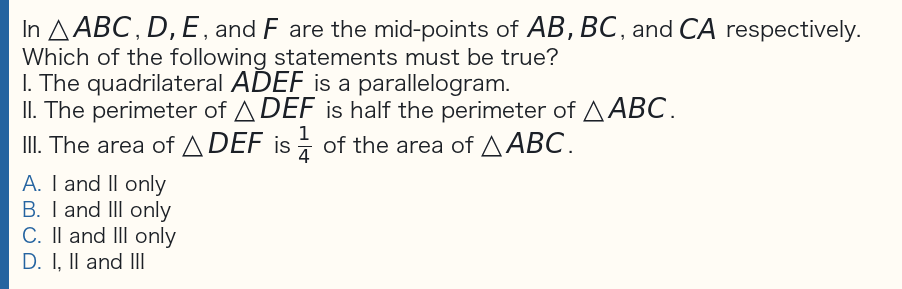 In △ABC, D, E, and F are the mid-points of AB, BC, and CA respectively.
Which of the following statements must be true?
I. The quadrilateral ADEF is a parallelogram.
II. The perimeter of △DEF is half the perimeter of △ABC.
III. The area of △DEF is 1/4 of the area of △ABC.
A. I and II only
B. I and III only
C. II and III only
D. I, II and III